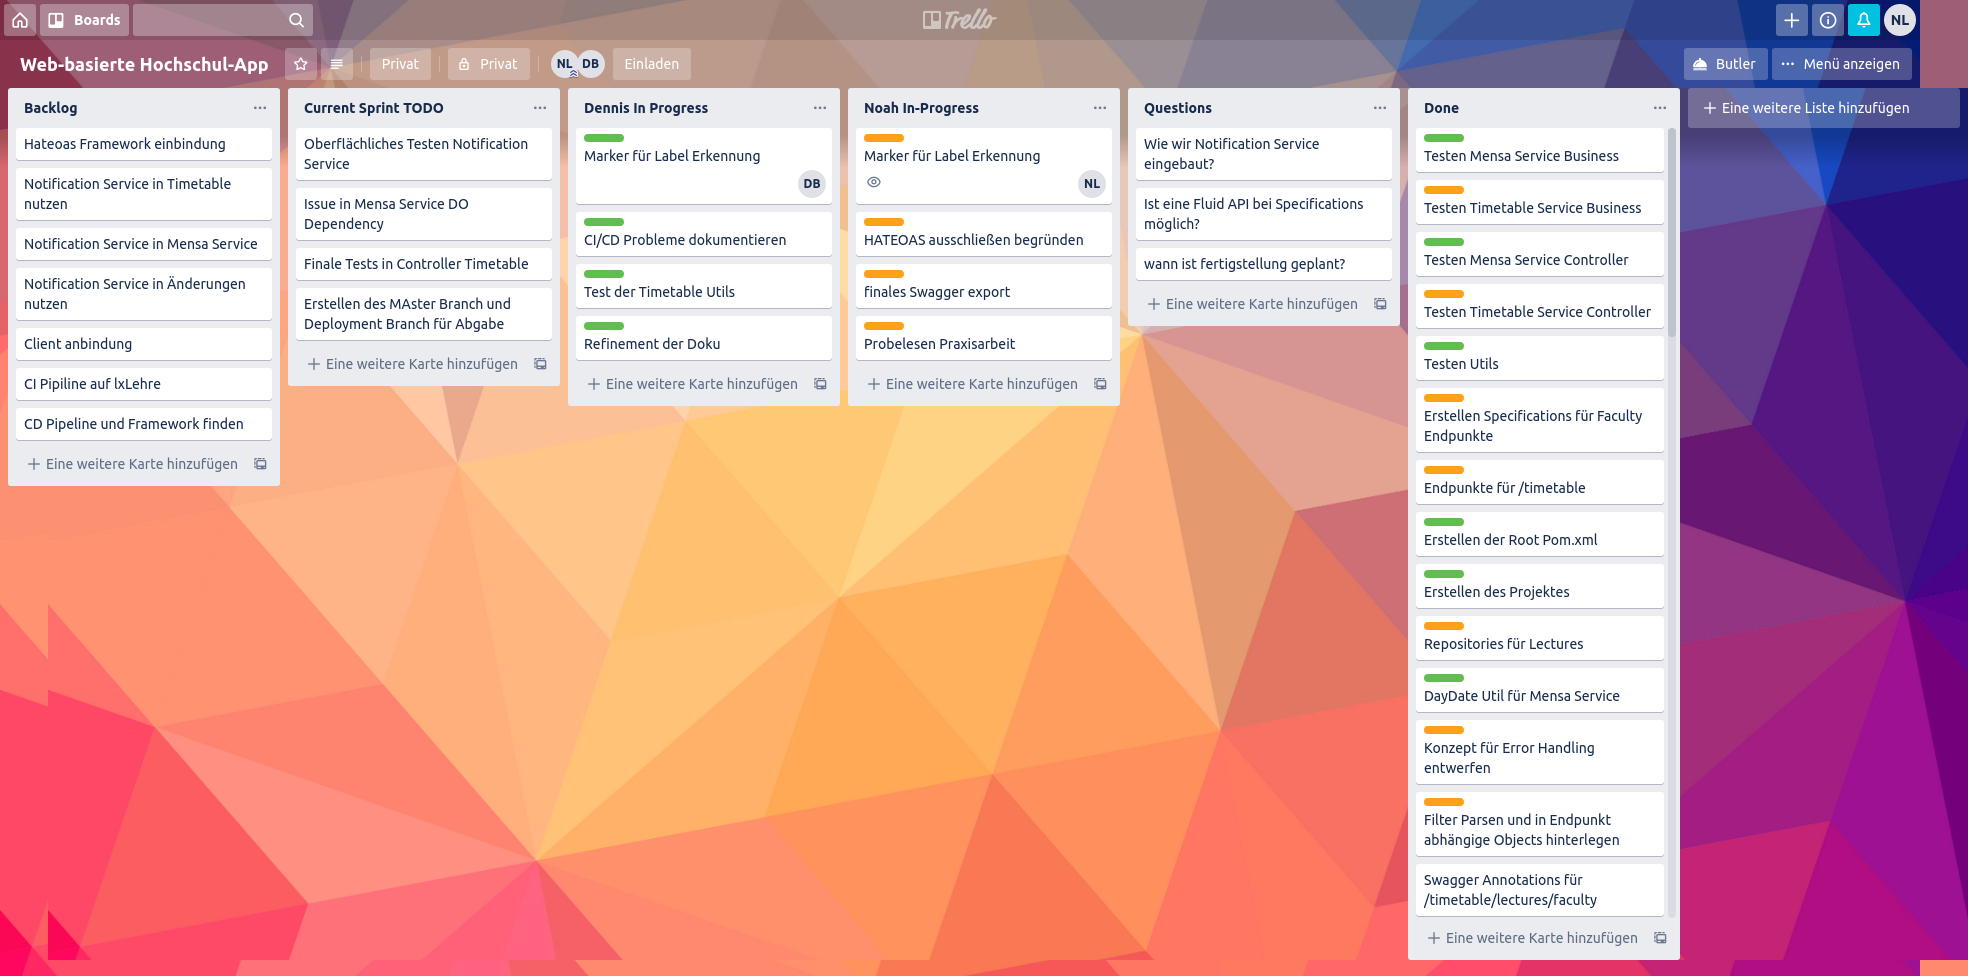 Boards
Trello
NL
Web-basierte Hochschul-App
Privat
Privat
NL
DB
Einladen
Butler
Menü anzeigen
Backlog
Hateoas Framework einbindung
Notification Service in Timetable
nutzen
Notification Service in Mensa Service
Notification Service in Änderungen
nutzen
Client anbindung
CI Pipiline auf lxLehre
CD Pipeline und Framework finden
Eine weitere Karte hinzufügen
Current Sprint TODO
Oberflächliches Testen Notification
Service
Issue in Mensa Service DO
Dependency
Finale Tests in Controller Timetable
Erstellen des MAster Branch und
Deployment Branch für Abgabe
Eine weitere Karte hinzufügen
Dennis In Progress
Marker für Label Erkennung
DB
CI/CD Probleme dokumentieren
Test der Timetable Utils
Refinement der Doku
Eine weitere Karte hinzufügen
Noah In-Progress
Marker für Label Erkennung
NL
HATEOAS ausschließen begründen
finales Swagger export
Probelesen Praxisarbeit
Eine weitere Karte hinzufügen
Questions
Wie wir Notification Service
eingebaut?
Ist eine Fluid API bei Specifications
möglich?
wann ist fertigstellung geplant?
Eine weitere Karte hinzufügen
Done
Testen Mensa Service Business
Testen Timetable Service Business
Testen Mensa Service Controller
Testen Timetable Service Controller
Testen Utils
Erstellen Specifications für Faculty
Endpunkte
Endpunkte für /timetable
Erstellen der Root Pom.xml
Erstellen des Projektes
Repositories für Lectures
DayDate Util für Mensa Service
Konzept für Error Handling
entwerfen
Filter Parsen und in Endpunkt
abhängige Objects hinterlegen
Swagger Annotations für
/timetable/lectures/faculty
Eine weitere Karte hinzufügen
Eine weitere Liste hinzufügen